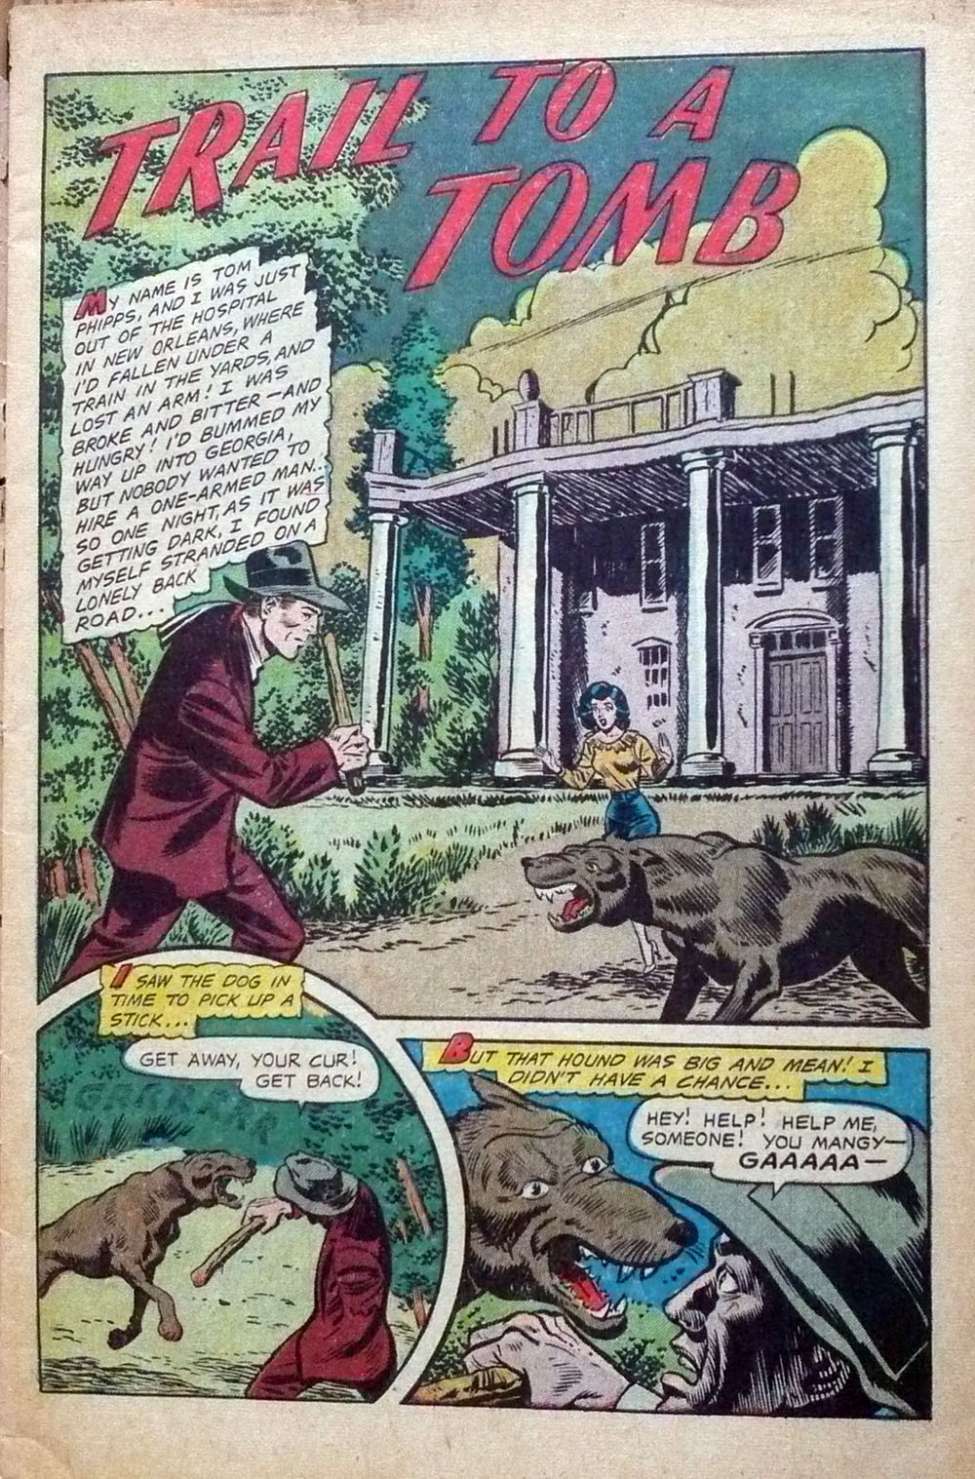 TRAIL TO A
TOMB
MY NAME IS TOM
PHIPPS, AND I WAS JUST
OUT OF THE HOSPITAL
IN NEW ORLEANS, WHERE
I'D FALLEN UNDER A
TRAIN IN THE YARDS, AND
LOST AN ARM! I WAS
BROKE AND BITTER—AND
HUNGRY! I'D BUMMED MY
WAY UP INTO GEORGIA,
BUT NOBODY WANTED TO
HIRE A ONE-ARMED MAN...
SO ONE NIGHT, AS IT WAS
GETTING DARK, I FOUND
MYSELF STRANDED ON A
LONELY BACK
ROAD...
I SAW THE DOG IN
TIME TO PICK UP A
STICK...
GET AWAY, YOUR CUR!
GET BACK!
BUT THAT HOUND WAS BIG AND MEAN! I
DIDN'T HAVE A CHANCE...
HEY! HELP! HELP ME,
SOMEONE! YOU MANGY—
GAAAAA—